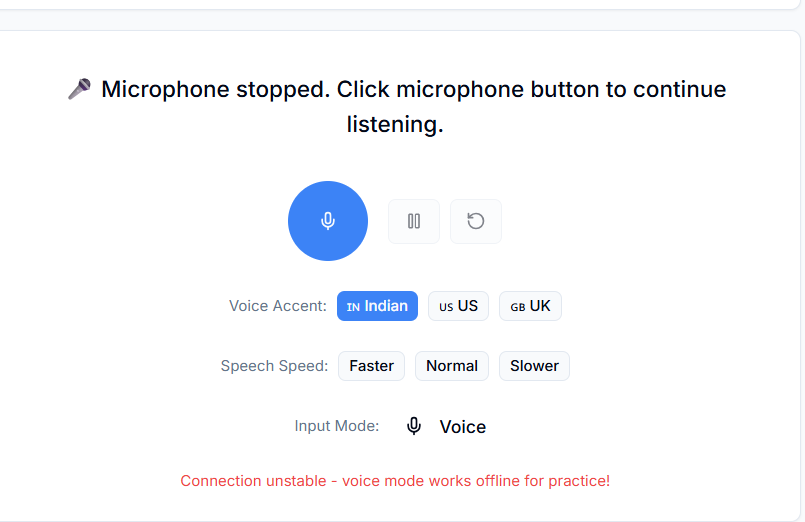 🎤 Microphone stopped. Click microphone button to continue
listening.
Voice Accent: IN Indian US US GB UK
Speech Speed: Faster Normal Slower
Input Mode: Voice
Connection unstable - voice mode works offline for practice!